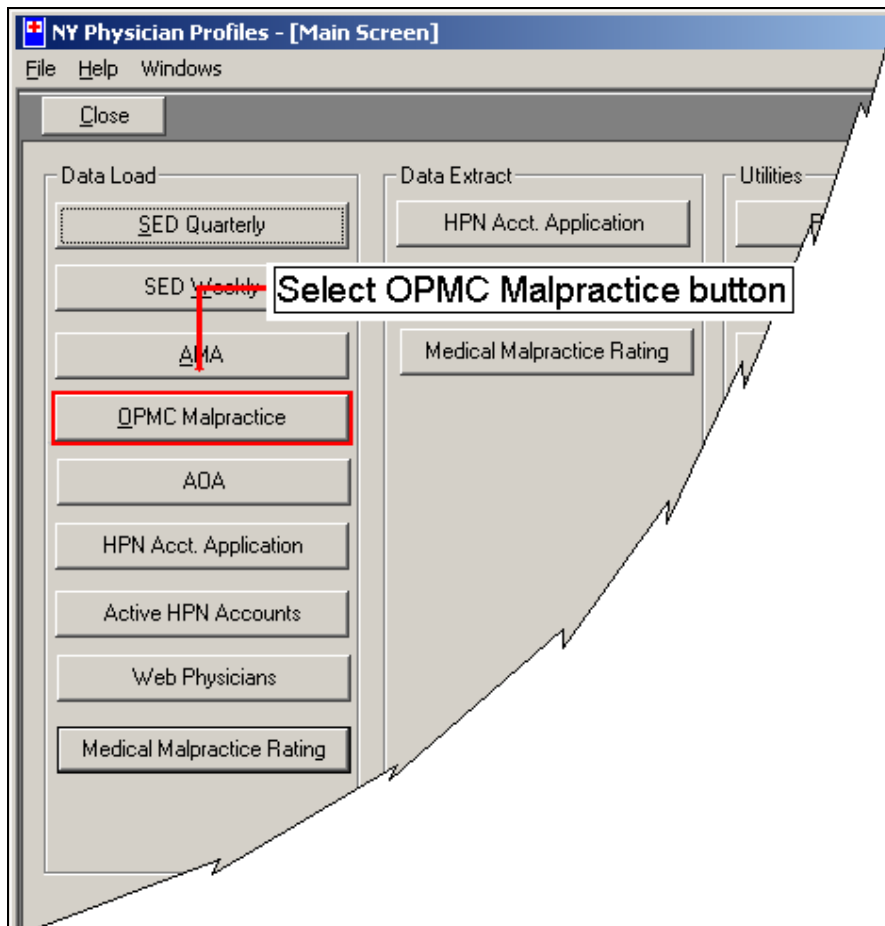 NY Physician Profiles - [Main Screen]
File Help Windows
Close
Data Load
SED Quarterly
SED Weekly
AMA
OPMC Malpractice
AOA
HPN Acct. Application
Active HPN Accounts
Web Physicians
Medical Malpractice Rating
Data Extract
HPN Acct. Application
Select OPMC Malpractice button
Medical Malpractice Rating
Utilities